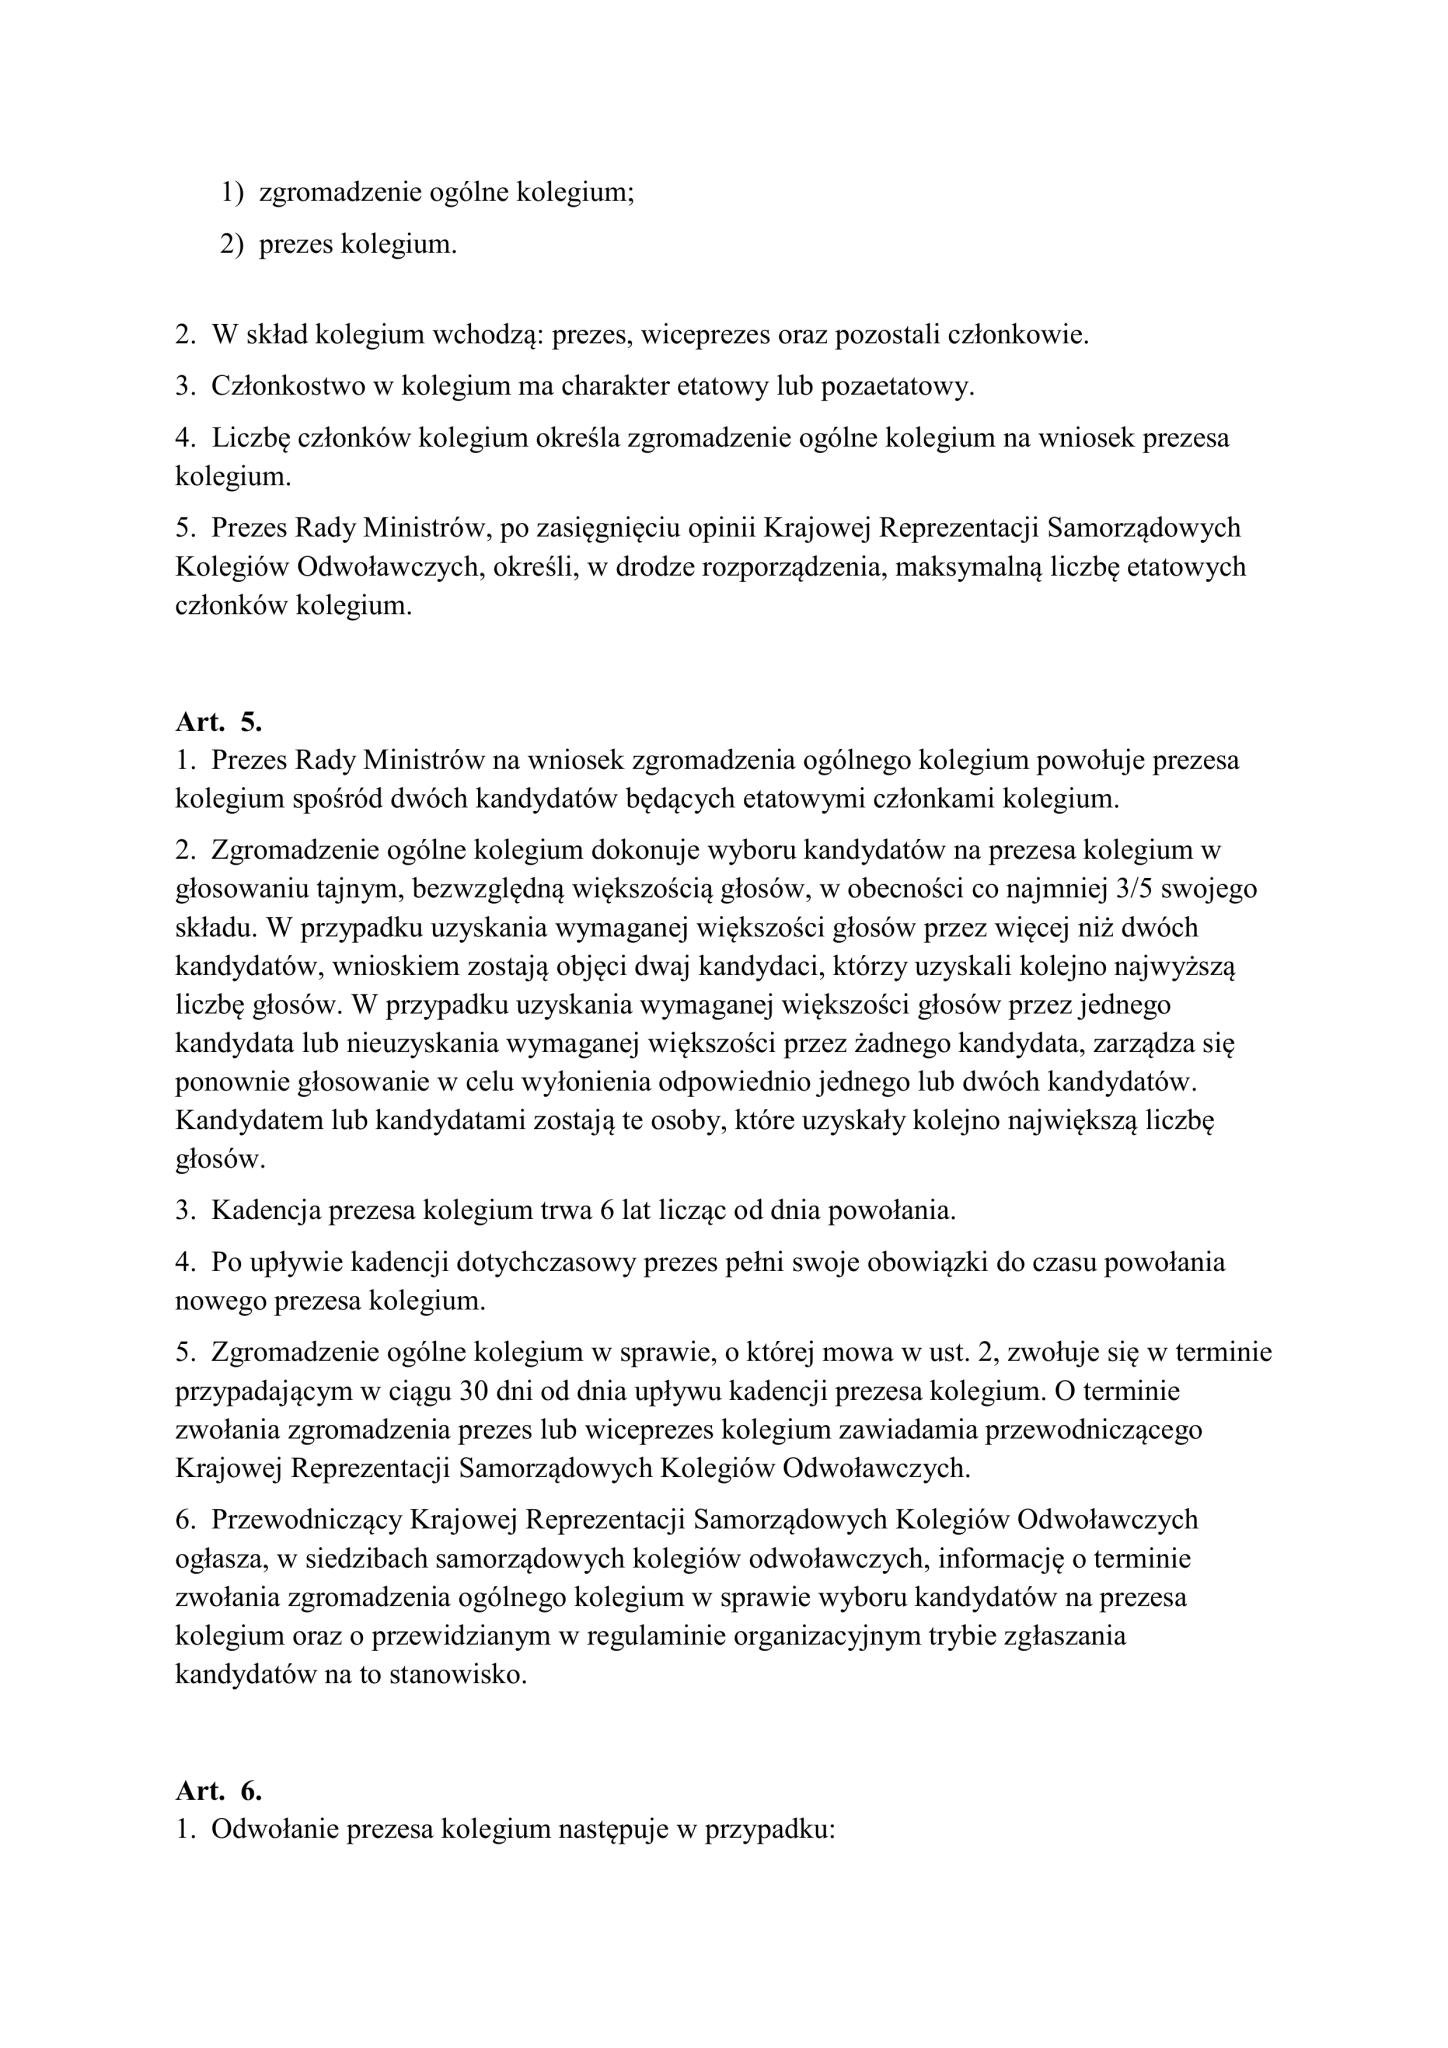 1) zgromadzenie ogólne kolegium;
2) prezes kolegium.
2. W skład kolegium wchodzą: prezes, wiceprezes oraz pozostali członkowie.
3. Członkostwo w kolegium ma charakter etatowy lub pozaetatowy.
4. Liczbę członków kolegium określa zgromadzenie ogólne kolegium na wniosek prezesa
kolegium.
5. Prezes Rady Ministrów, po zasięgnięciu opinii Krajowej Reprezentacji Samorządowych
Kolegiów Odwoławczych, określi, w drodze rozporządzenia, maksymalną liczbę etatowych
członków kolegium.
Art. 5.
1. Prezes Rady Ministrów na wniosek zgromadzenia ogólnego kolegium powołuje prezesa
kolegium spośród dwóch kandydatów będących etatowymi członkami kolegium.
2. Zgromadzenie ogólne kolegium dokonuje wyboru kandydatów na prezesa kolegium w
głosowaniu tajnym, bezwzględną większością głosów, w obecności co najmniej 3/5 swojego
składu. W przypadku uzyskania wymaganej większości głosów przez więcej niż dwóch
kandydatów, wnioskiem zostają objęci dwaj kandydaci, którzy uzyskali kolejno najwyższą
liczbę głosów. W przypadku uzyskania wymaganej większości głosów przez jednego
kandydata lub nieuzyskania wymaganej większości przez żadnego kandydata, zarządza się
ponownie głosowanie w celu wyłonienia odpowiednio jednego lub dwóch kandydatów.
Kandydatem lub kandydatami zostają te osoby, które uzyskały kolejno największą liczbę
głosów.
3. Kadencja prezesa kolegium trwa 6 lat licząc od dnia powołania.
4. Po upływie kadencji dotychczasowy prezes pełni swoje obowiązki do czasu powołania
nowego prezesa kolegium.
5. Zgromadzenie ogólne kolegium w sprawie, o której mowa w ust. 2, zwołuje się w terminie
przypadającym w ciągu 30 dni od dnia upływu kadencji prezesa kolegium. O terminie
zwołania zgromadzenia prezes lub wiceprezes kolegium zawiadamia przewodniczącego
Krajowej Reprezentacji Samorządowych Kolegiów Odwoławczych.
6. Przewodniczący Krajowej Reprezentacji Samorządowych Kolegiów Odwoławczych
ogłasza, w siedzibach samorządowych kolegiów odwoławczych, informację o terminie
zwołania zgromadzenia ogólnego kolegium w sprawie wyboru kandydatów na prezesa
kolegium oraz o przewidzianym w regulaminie organizacyjnym trybie zgłaszania
kandydatów na to stanowisko.
Art. 6.
1. Odwołanie prezesa kolegium następuje w przypadku: